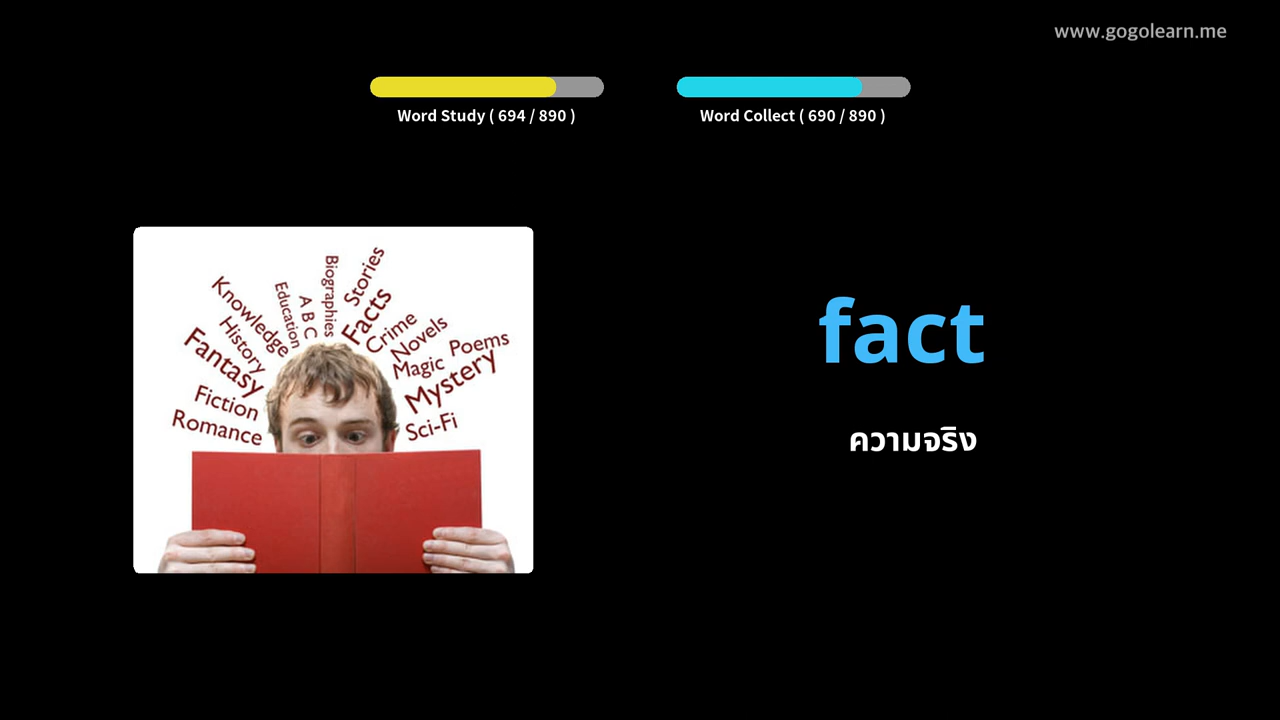 www.gogolearn.me
Word Study ( 694 / 890 )
Word Collect ( 690 / 890 )
Biographies
Stories
Education
A B C
Facts
Knowledge
Crime
History
Novels
Poems
Fantasy
Magic
Mystery
Fiction
Romance
Sci-Fi
fact
ความจริง